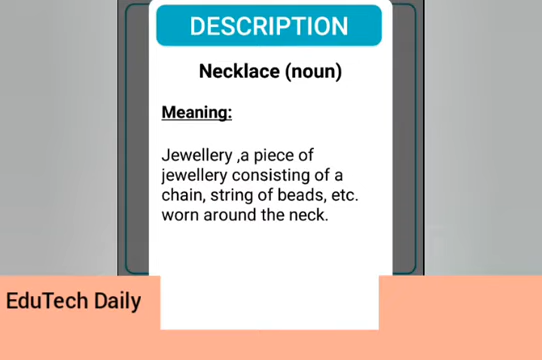 DESCRIPTION
Necklace (noun)
Meaning:
Jewellery ,a piece of
jewellery consisting of a
chain, string of beads, etc.
worn around the neck.
EduTech Daily